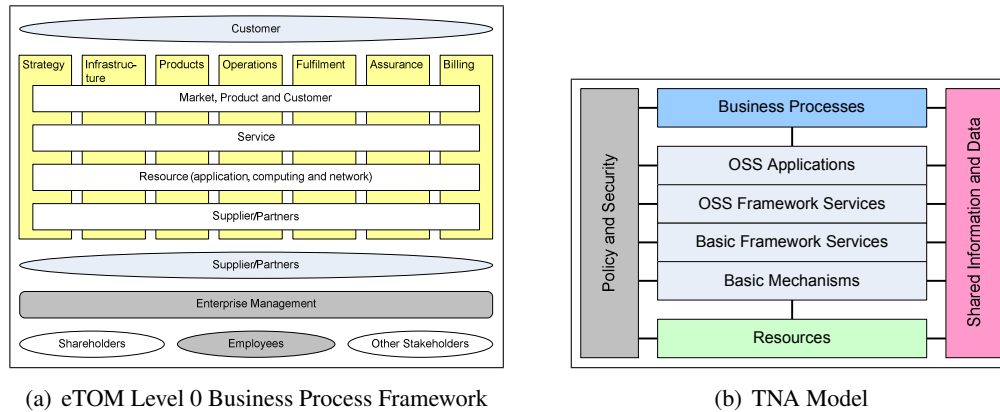 Customer
Strategy
Infrastruc-
ture
Products
Operations
Fulfilment
Assurance
Billing
Market, Product and Customer
Service
Resource (application, computing and network)
Supplier/Partners
Supplier/Partners
Enterprise Management
Shareholders
Employees
Other Stakeholders
(a) eTOM Level 0 Business Process Framework
Policy and Security
Business Processes
OSS Applications
OSS Framework Services
Basic Framework Services
Basic Mechanisms
Resources
Shared Information and Data
(b) TNA Model